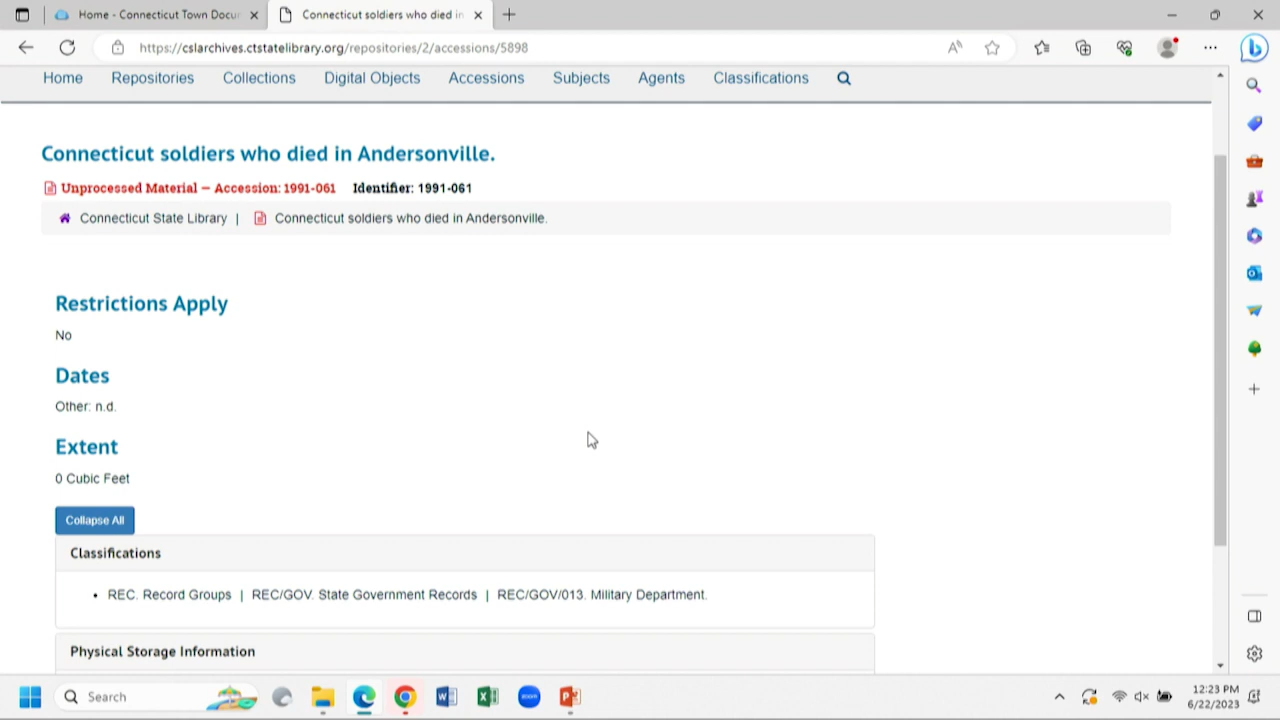 Home - Connecticut Town Docu
Connecticut soldiers who died in
https://cslarchives.ctstatelibrary.org/repositories/2/accessions/5898
Home Repositories Collections Digital Objects Accessions Subjects Agents Classifications
Connecticut soldiers who died in Andersonville.
Unprocessed Material — Accession: 1991-061 Identifier: 1991-061
Connecticut State Library | Connecticut soldiers who died in Andersonville.
Restrictions Apply
No
Dates
Other: n.d.
Extent
0 Cubic Feet
Collapse All
Classifications
• REC. Record Groups | REC/GOV. State Government Records | REC/GOV/013. Military Department.
Physical Storage Information
Search
12:23 PM
6/22/2023